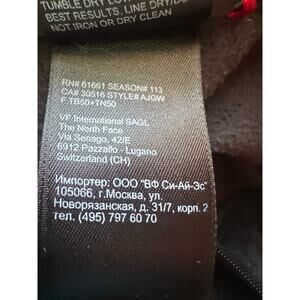 TUMBLE DRY LOW
BEST RESULTS. LINE DRY/DO
NOT IRON OR DRY CLEAN
RN# 61661 SEASON# 113
CA# 30516 STYLE# AJGW
F TB50+TN50
VF International SAGL
The North Face
Via Senago, 42/E
6912 Pazzallo - Lugano
Switzerland (CH)
Импортер: ООО "ВФ Си-Ай-Эс"
105066, г.Москва, ул.
Новорязанская, д. 31/7, корп. 2
тел. (495) 797 60 70